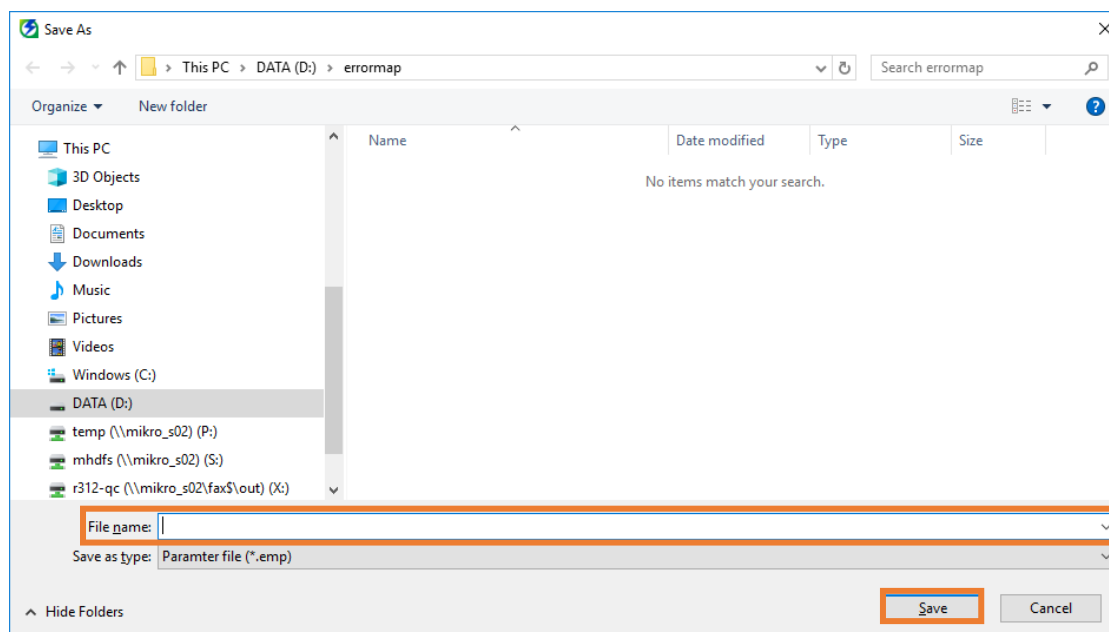 Save As
This PC > DATA (D:) > errormap
Search errormap
Organize
New folder
Name
Date modified
Type
Size
No items match your search.
This PC
3D Objects
Desktop
Documents
Downloads
Music
Pictures
Videos
Windows (C:)
DATA (D:)
temp (\\mikro_s02) (P:)
mhdfs (\\mikro_s02) (S:)
r312-qc (\\mikro_s02\fax$\out) (X:)
File name:
Save as type: Paramter file (*.emp)
Hide Folders
Save
Cancel